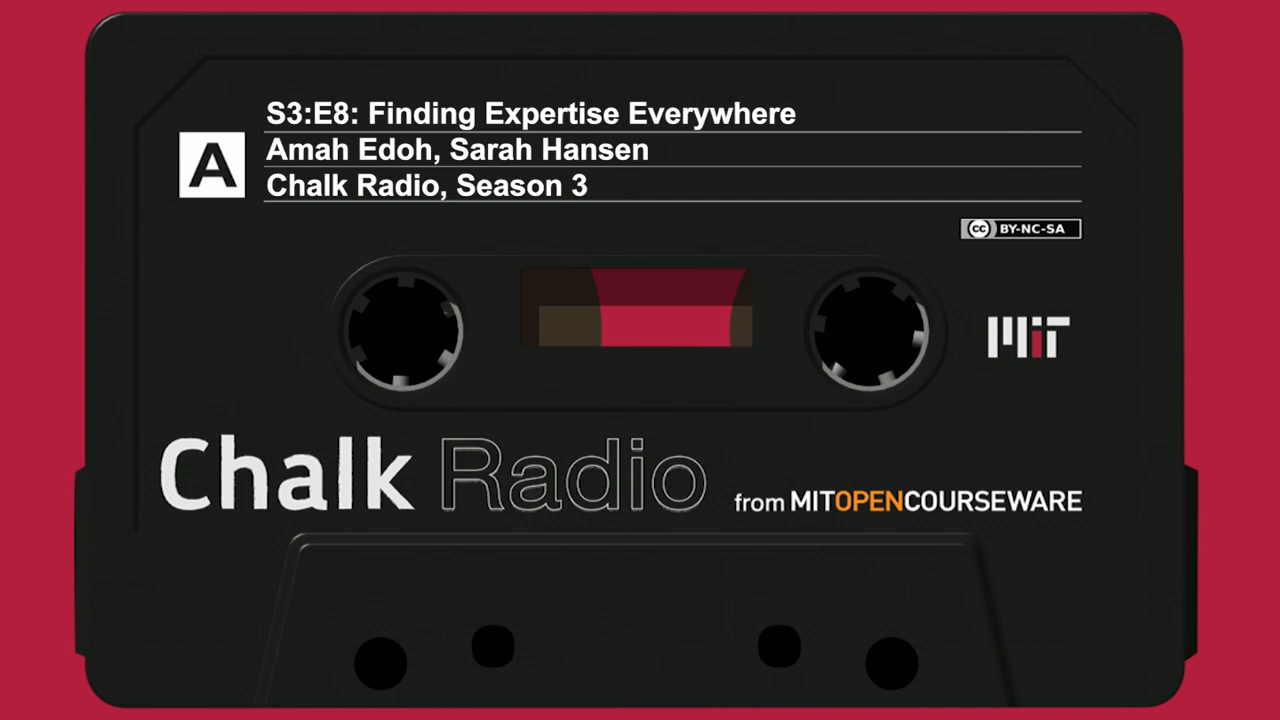 S3:E8: Finding Expertise Everywhere
A
Amah Edoh, Sarah Hansen
Chalk Radio, Season 3
cc BY-NC-SA
MIT
Chalk Radio
from MITOPENCOURSEWARE